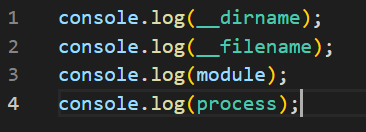 1 console.log(__dirname);
2 console.log(__filename);
3 console.log(module);
4 console.log(process);